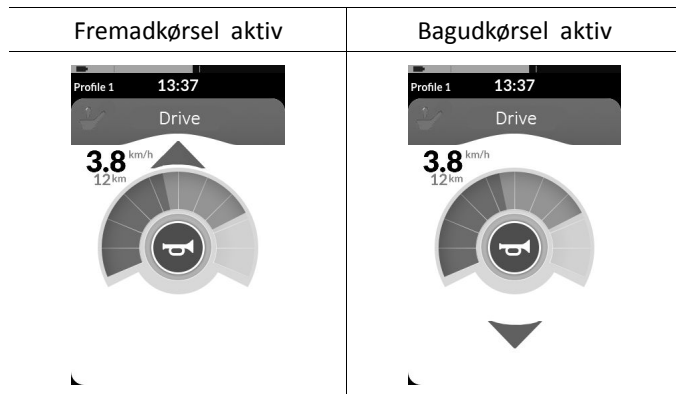 Fremadkørsel aktiv
Bagudkørsel aktiv
Profile 1 13:37
Drive
3.8 km/h
12 km
Profile 1 13:37
Drive
3.8 km/h
12 km